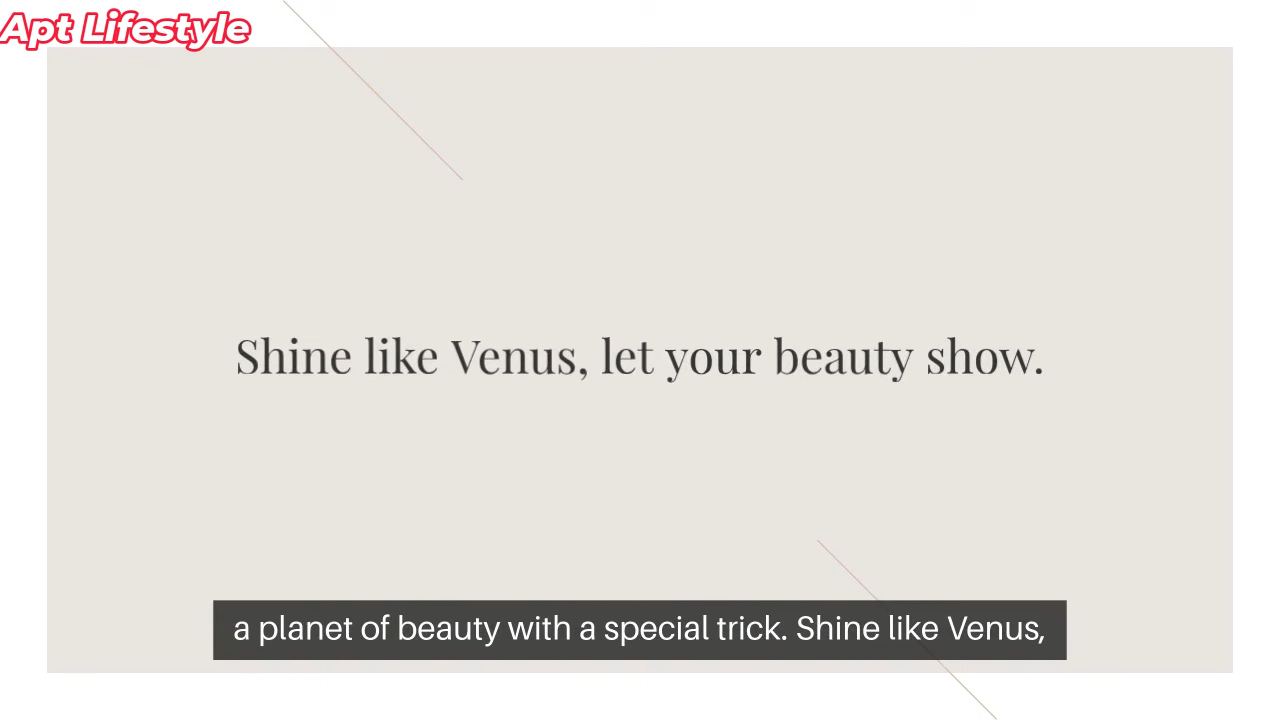 Apt Lifestyle
Shine like Venus, let your beauty show.
a planet of beauty with a special trick. Shine like Venus,